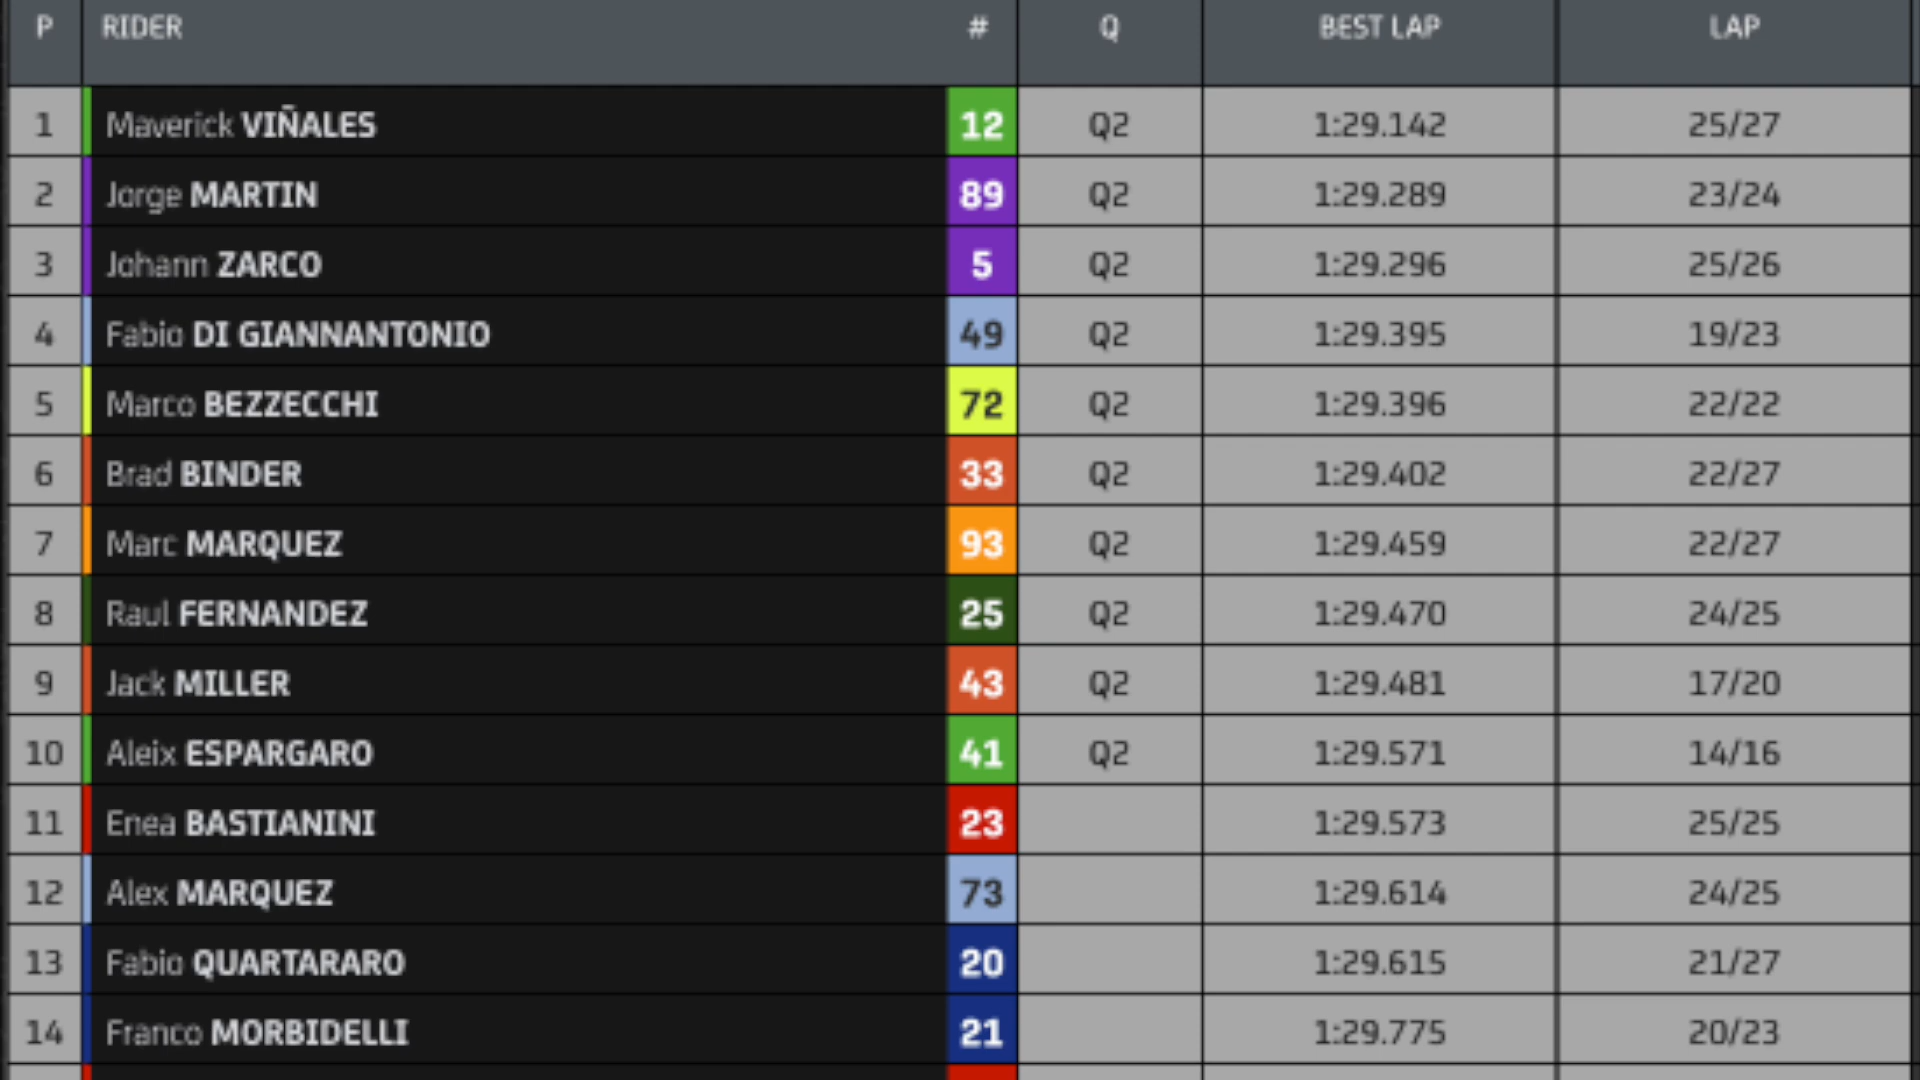 P RIDER # Q BEST LAP LAP
1 Maverick VIÑALES 12 Q2 1:29.142 25/27
2 Jorge MARTIN 89 Q2 1:29.289 23/24
3 Johann ZARCO 5 Q2 1:29.296 25/26
4 Fabio DI GIANNANTONIO 49 Q2 1:29.395 19/23
5 Marco BEZZECCHI 72 Q2 1:29.396 22/22
6 Brad BINDER 33 Q2 1:29.402 22/27
7 Marc MARQUEZ 93 Q2 1:29.459 22/27
8 Raul FERNANDEZ 25 Q2 1:29.470 24/25
9 Jack MILLER 43 Q2 1:29.481 17/20
10 Aleix ESPARGARO 41 Q2 1:29.571 14/16
11 Enea BASTIANINI 23 1:29.573 25/25
12 Alex MARQUEZ 73 1:29.614 24/25
13 Fabio QUARTARARO 20 1:29.615 21/27
14 Franco MORBIDELLI 21 1:29.775 20/23